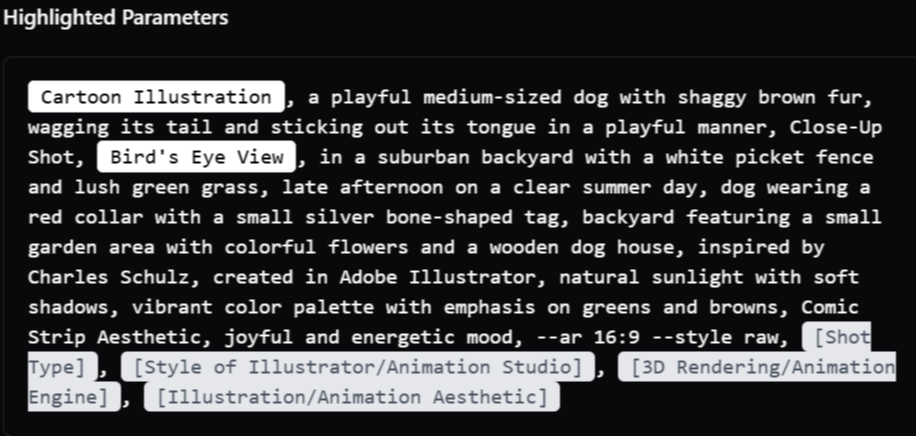 Highlighted Parameters
Cartoon Illustration , a playful medium-sized dog with shaggy brown fur,
wagging its tail and sticking out its tongue in a playful manner, Close-Up
Shot, Bird's Eye View , in a suburban backyard with a white picket fence
and lush green grass, late afternoon on a clear summer day, dog wearing a
red collar with a small silver bone-shaped tag, backyard featuring a small
garden area with colorful flowers and a wooden dog house, inspired by
Charles Schulz, created in Adobe Illustrator, natural sunlight with soft
shadows, vibrant color palette with emphasis on greens and browns, Comic
Strip Aesthetic, joyful and energetic mood, --ar 16:9 --style raw, [Shot
Type] , [Style of Illustrator/Animation Studio] , [3D Rendering/Animation
Engine] , [Illustration/Animation Aesthetic]